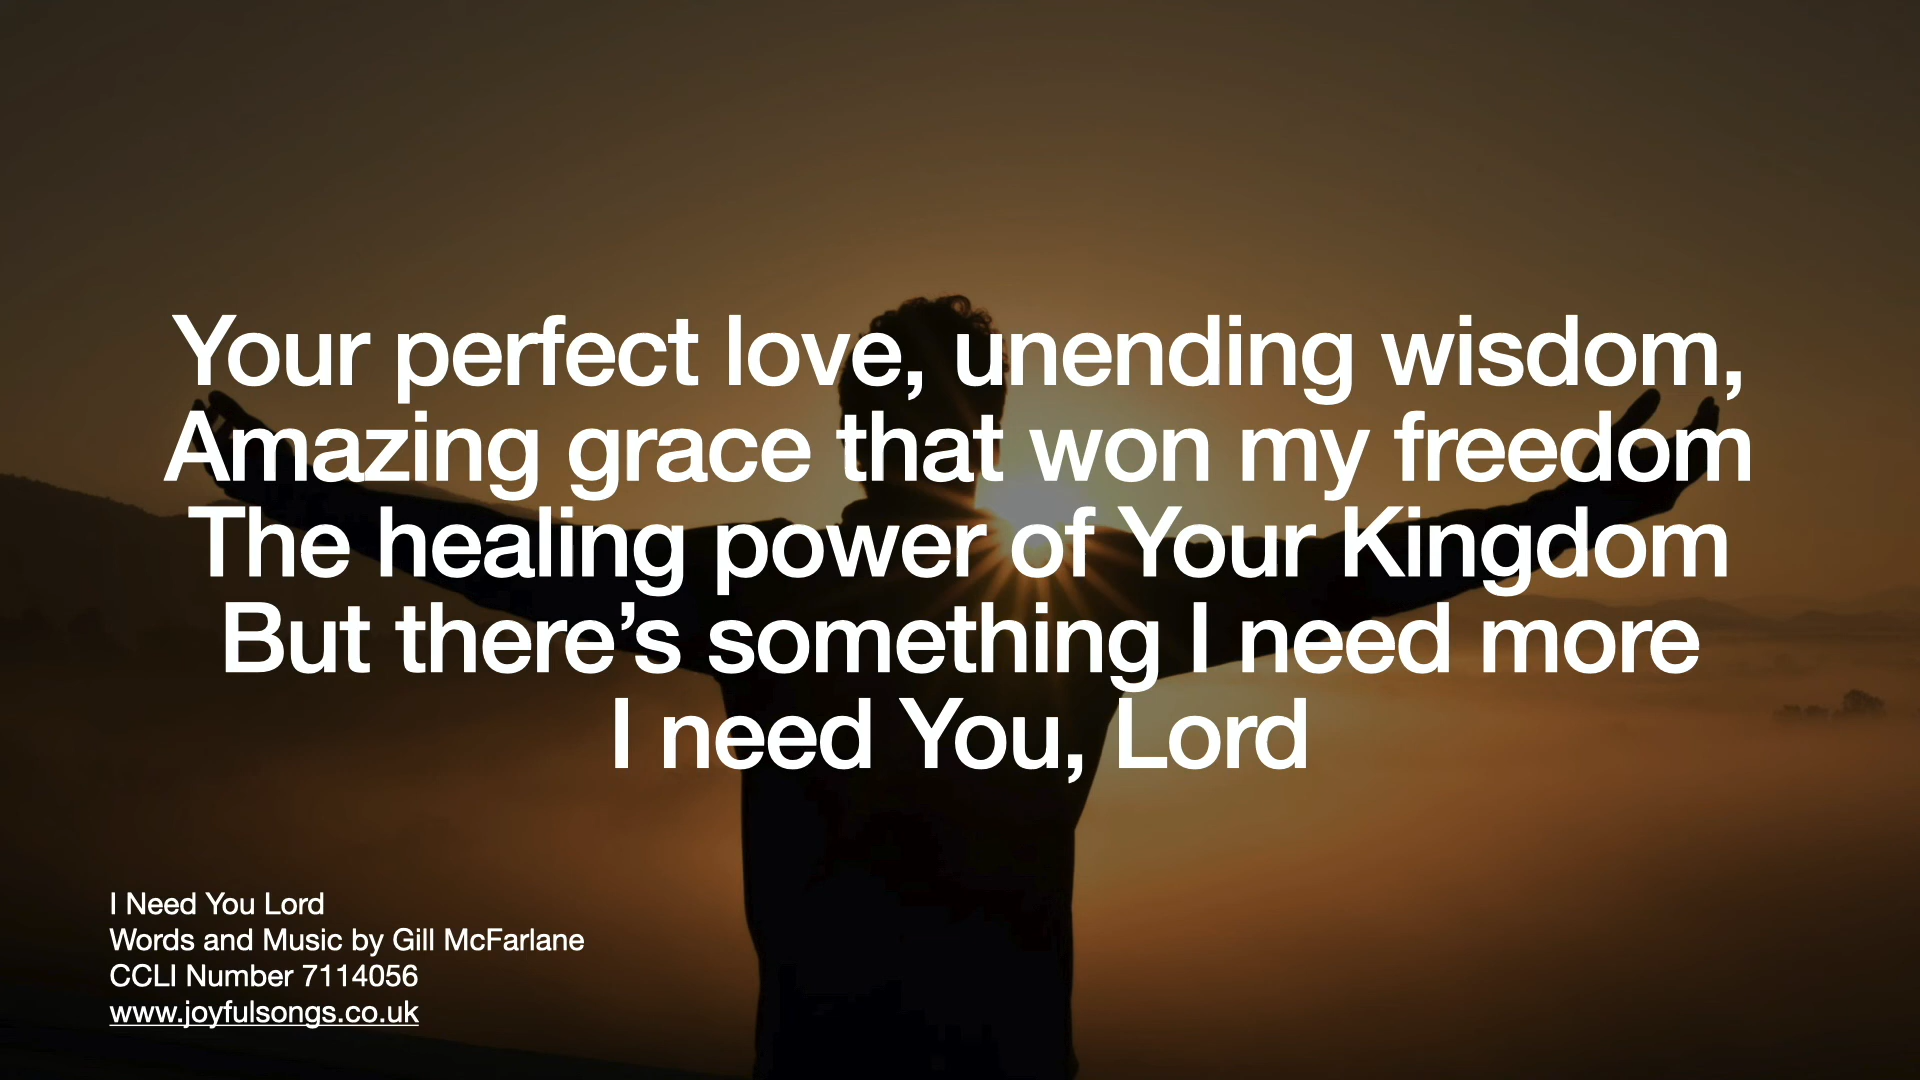 Your perfect love, unending wisdom,
Amazing grace that won my freedom
The healing power of Your Kingdom
But there’s something I need more
I need You, Lord
I Need You Lord
Words and Music by Gill McFarlane
CCLI Number 7114056
www.joyfulsongs.co.uk